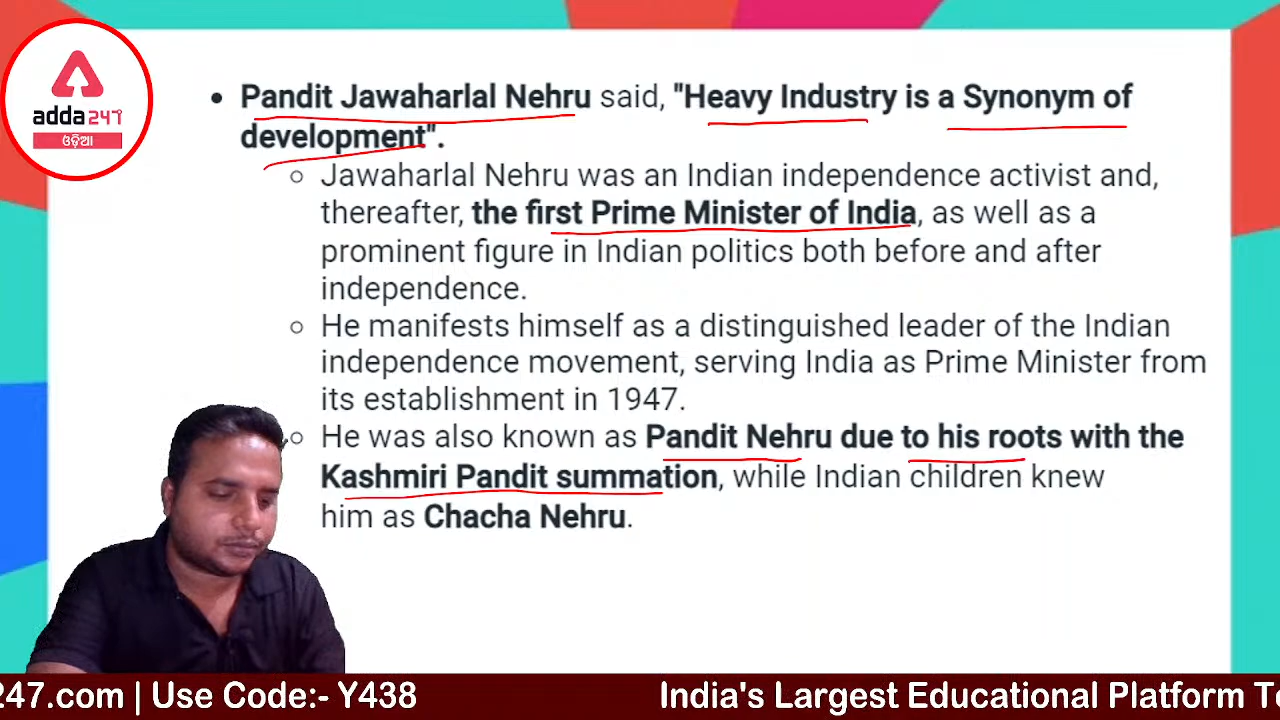 adda247
ଓଡ଼ିଆ
Pandit Jawaharlal Nehru said, "Heavy Industry is a Synonym of
development".
Jawaharlal Nehru was an Indian independence activist and,
thereafter, the first Prime Minister of India, as well as a
prominent figure in Indian politics both before and after
independence.
He manifests himself as a distinguished leader of the Indian
independence movement, serving India as Prime Minister from
its establishment in 1947.
He was also known as Pandit Nehru due to his roots with the
Kashmiri Pandit summation, while Indian children knew
him as Chacha Nehru.
247.com | Use Code:- Y438 India's Largest Educational Platform